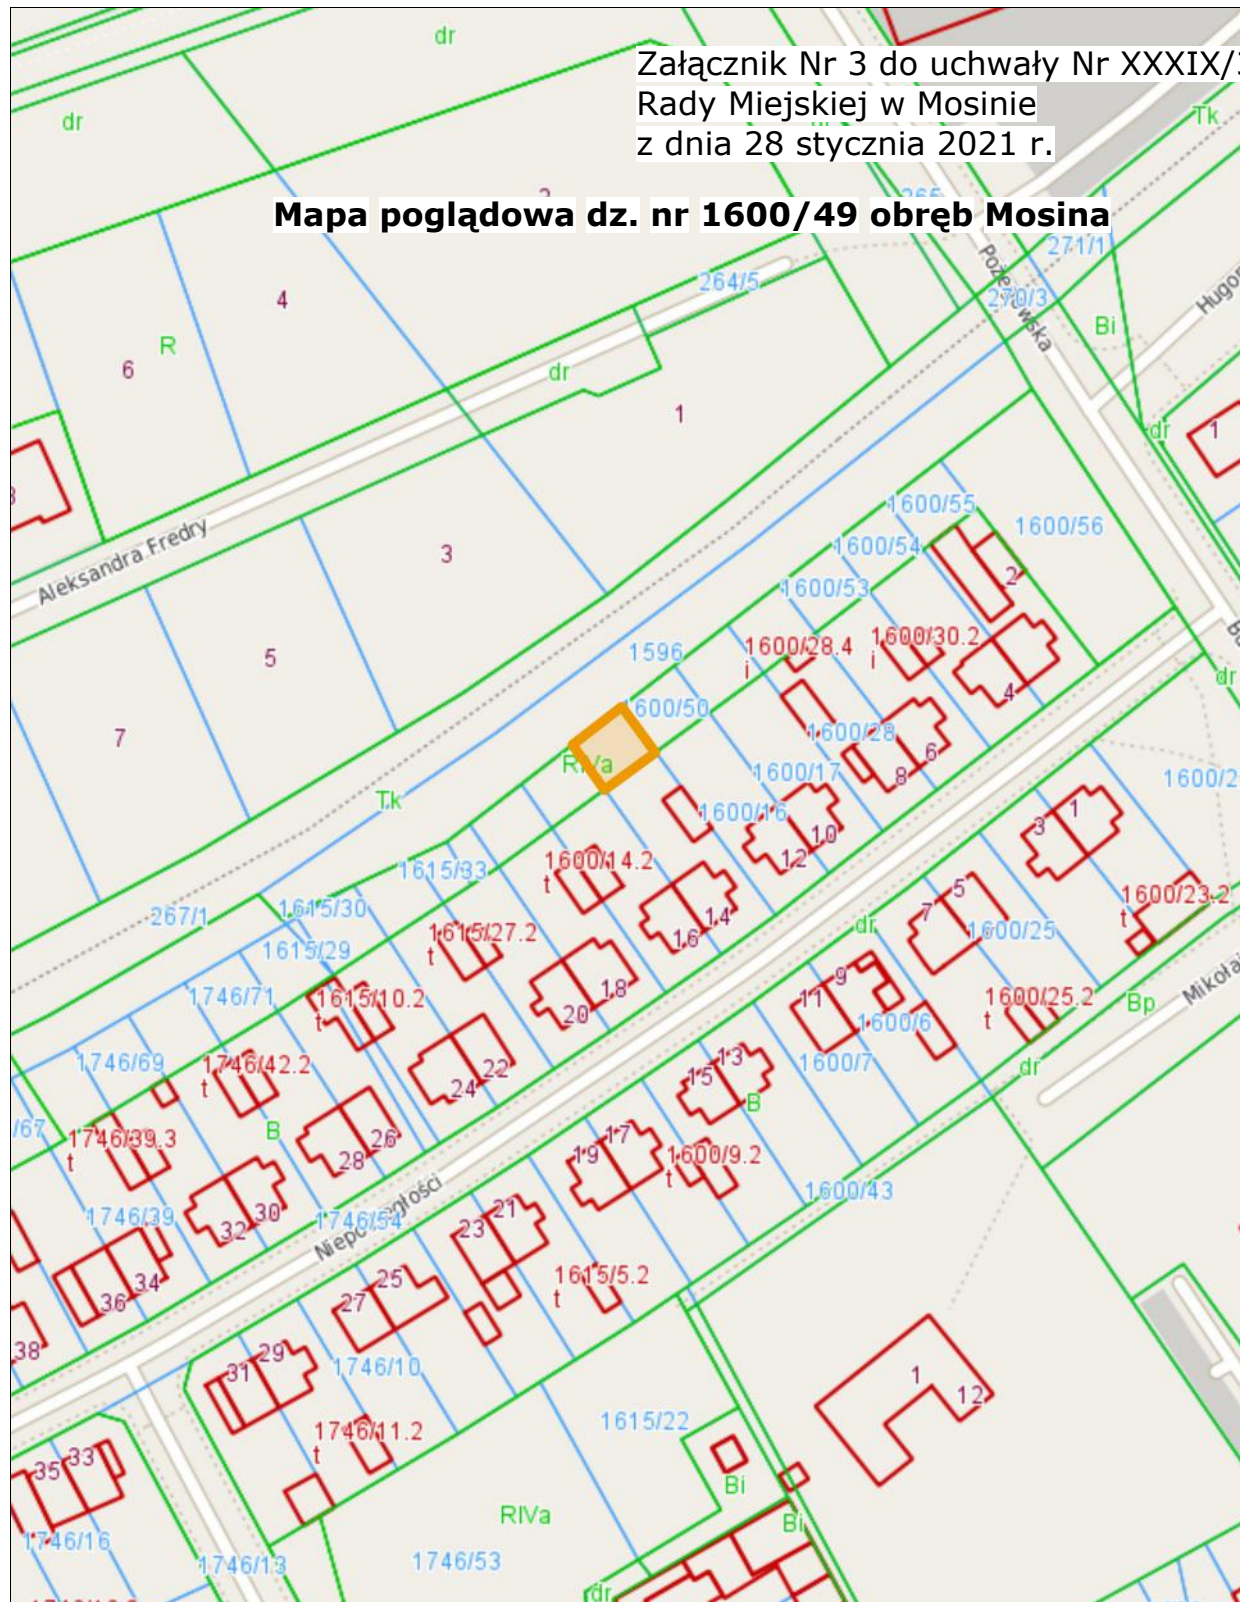 dr
Załącznik Nr 3 do uchwały Nr XXXIX/
Rady Miejskiej w Mosinie
z dnia 28 stycznia 2021 r.
dr
Tk
265
Mapa poglądowa dz. nr 1600/49 obręb Mosina
271/1
264/5
270/3
4
R
6
Bi
dr
1
dr
1
Aleksandra Fredry
3
1600/55
1600/56
1600/54
2
1600/53
5
1596
1600/28.4
i
1600/30.2
i
4
dr
1600/50
7
1600/28
6
RIVa
1600/17
8
Tk
1600/16
10
12
3
1
1600/14.2
t
1615/33
14
16
5
7
1600/23.2
t
267/1
1615/30
1615/29
1615/27.2
t
dr
1600/25
1746/71
1615/10.2
t
18
20
9
11
1600/25.2
t
Bp
1600/6
1746/69
1746/42.2
t
22
24
13
15
1600/7
dr
B
/67
1746/39.3
t
B
26
28
17
19
1600/9.2
t
1600/43
1746/39
30
32
Niepodległości
1746/54
21
23
34
36
25
27
1615/5.2
t
38
29
31
1746/10
1
12
1746/11.2
t
1615/22
35
33
Bi
RIVa
Bi
1746/16
1746/13
1746/53
dr